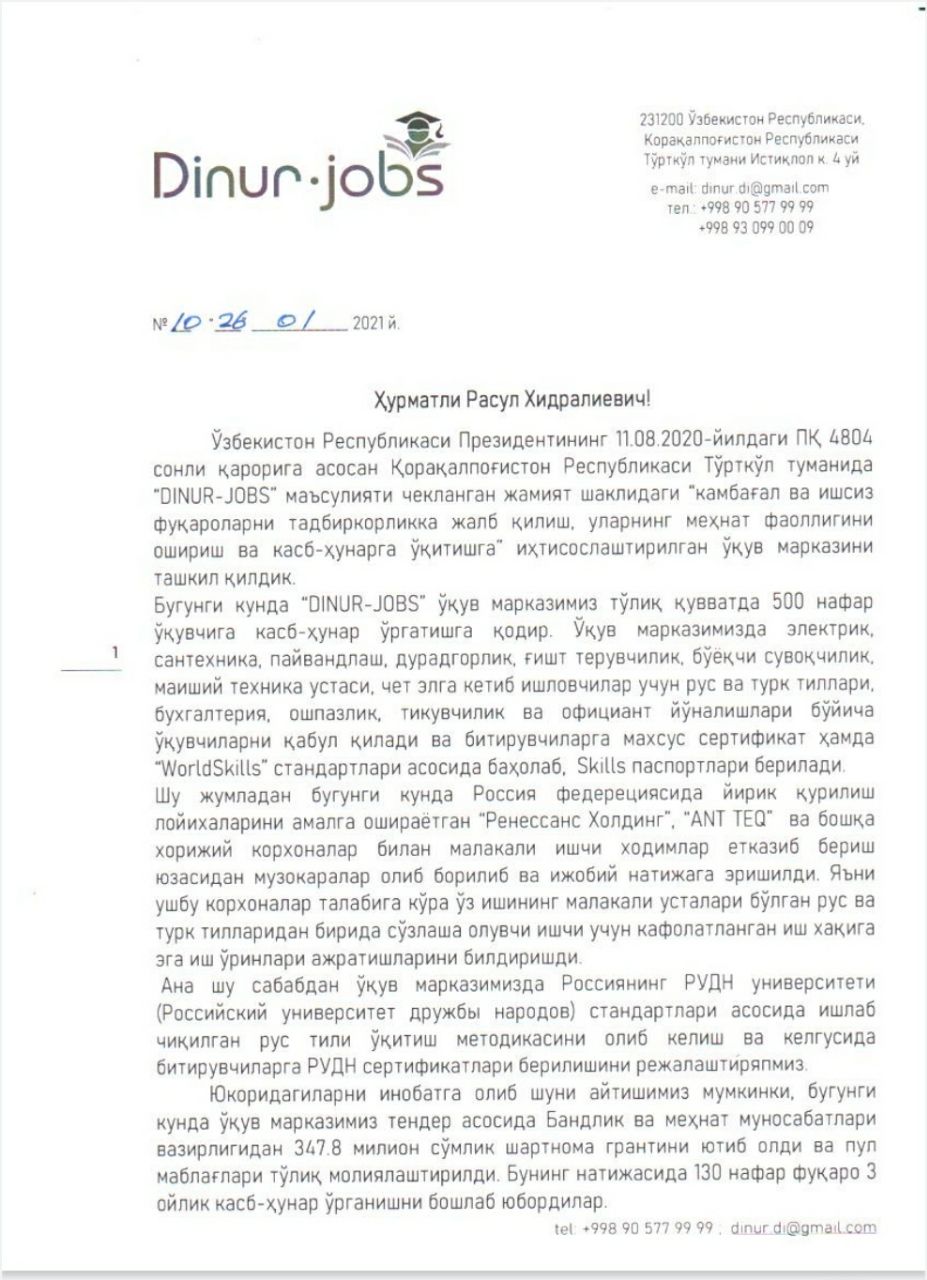 Dinur·jobs
231200 Ўзбекистон Республикаси,
Корақалпоғистон Республикаси
Тўрткўл тумани Истиқлол к. 4 уй
e-mail: dinur.di@gmail.com
тел.: +998 90 577 99 99
+998 93 099 00 09
№ 10 · 26 01 2021 й.
Ҳурматли Расул Хидралиевич!
Ўзбекистон Республикаси Президентининг 11.08.2020-йилдаги ПҚ 4804
сонли қарорига асосан Қорақалпоғистон Республикаси Тўрткўл туманида
"DINUR-JOBS" маъсулияти чекланган жамият шаклидаги "камбағал ва ишсиз
фуқароларни тадбиркорликка жалб қилиш, уларнинг меҳнат фаоллигини
ошириш ва касб-ҳунарга ўқитишга" иҳтисослаштирилган ўқув марказини
ташкил қилдик.
Бугунги кунда "DINUR-JOBS" ўқув марказимиз тўлиқ қувватда 500 нафар
ўқувчига касб-ҳунар ўргатишга қодир. Ўқув марказимизда электрик,
1
сантехника, пайвандлаш, дурадгорлик, ғишт терувчилик, бўёқчи сувоқчилик,
маиший техника устаси, чет элга кетиб ишловчилар учун рус ва турк тиллари,
бухгалтерия, ошпазлик, тикувчилик ва официант йўналишлари бўйича
ўқувчиларни қабул қилади ва битирувчиларга махсус сертификат ҳамда
"WorldSkills" стандартлари асосида баҳолаб, Skills паспортлари берилади.
Шу жумладан бугунги кунда Россия федерециясида йирик қурилиш
лойихаларини амалга ошираётган "Ренессанс Холдинг", "ANT TEQ" ва бошқа
хорижий корхоналар билан малакали ишчи ходимлар етказиб бериш
юзасидан музокаралар олиб борилиб ва ижобий натижага эришилди. Яъни
ушбу корхоналар талабига кўра ўз ишининг малакали усталари бўлган рус ва
турк тилларидан бирида сўзлаша олувчи ишчи учун кафолатланган иш хақига
эга иш ўринлари ажратишларини билдиришди.
Ана шу сабабдан ўқув марказимизда Россиянинг РУДН университети
(Российский университет дружбы народов) стандартлари асосида ишлаб
чиқилган рус тили ўқитиш методикасини олиб келиш ва келгусида
битирувчиларга РУДН сертификатлари берилишини режалаштиряпмиз.
Юкоридагиларни инобатга олиб шуни айтишимиз мумкинки, бугунги
кунда ўқув марказимиз тендер асосида Бандлик ва меҳнат муносабатлари
вазирлигидан 347.8 милион сўмлик шартнома грантини ютиб олди ва пул
маблағлари тўлиқ молиялаштирилди. Бунинг натижасида 130 нафар фуқаро 3
ойлик касб-ҳунар ўрганишни бошлаб юбордилар.
tel: +998 90 577 99 99 ; dinur.di@gmail.com